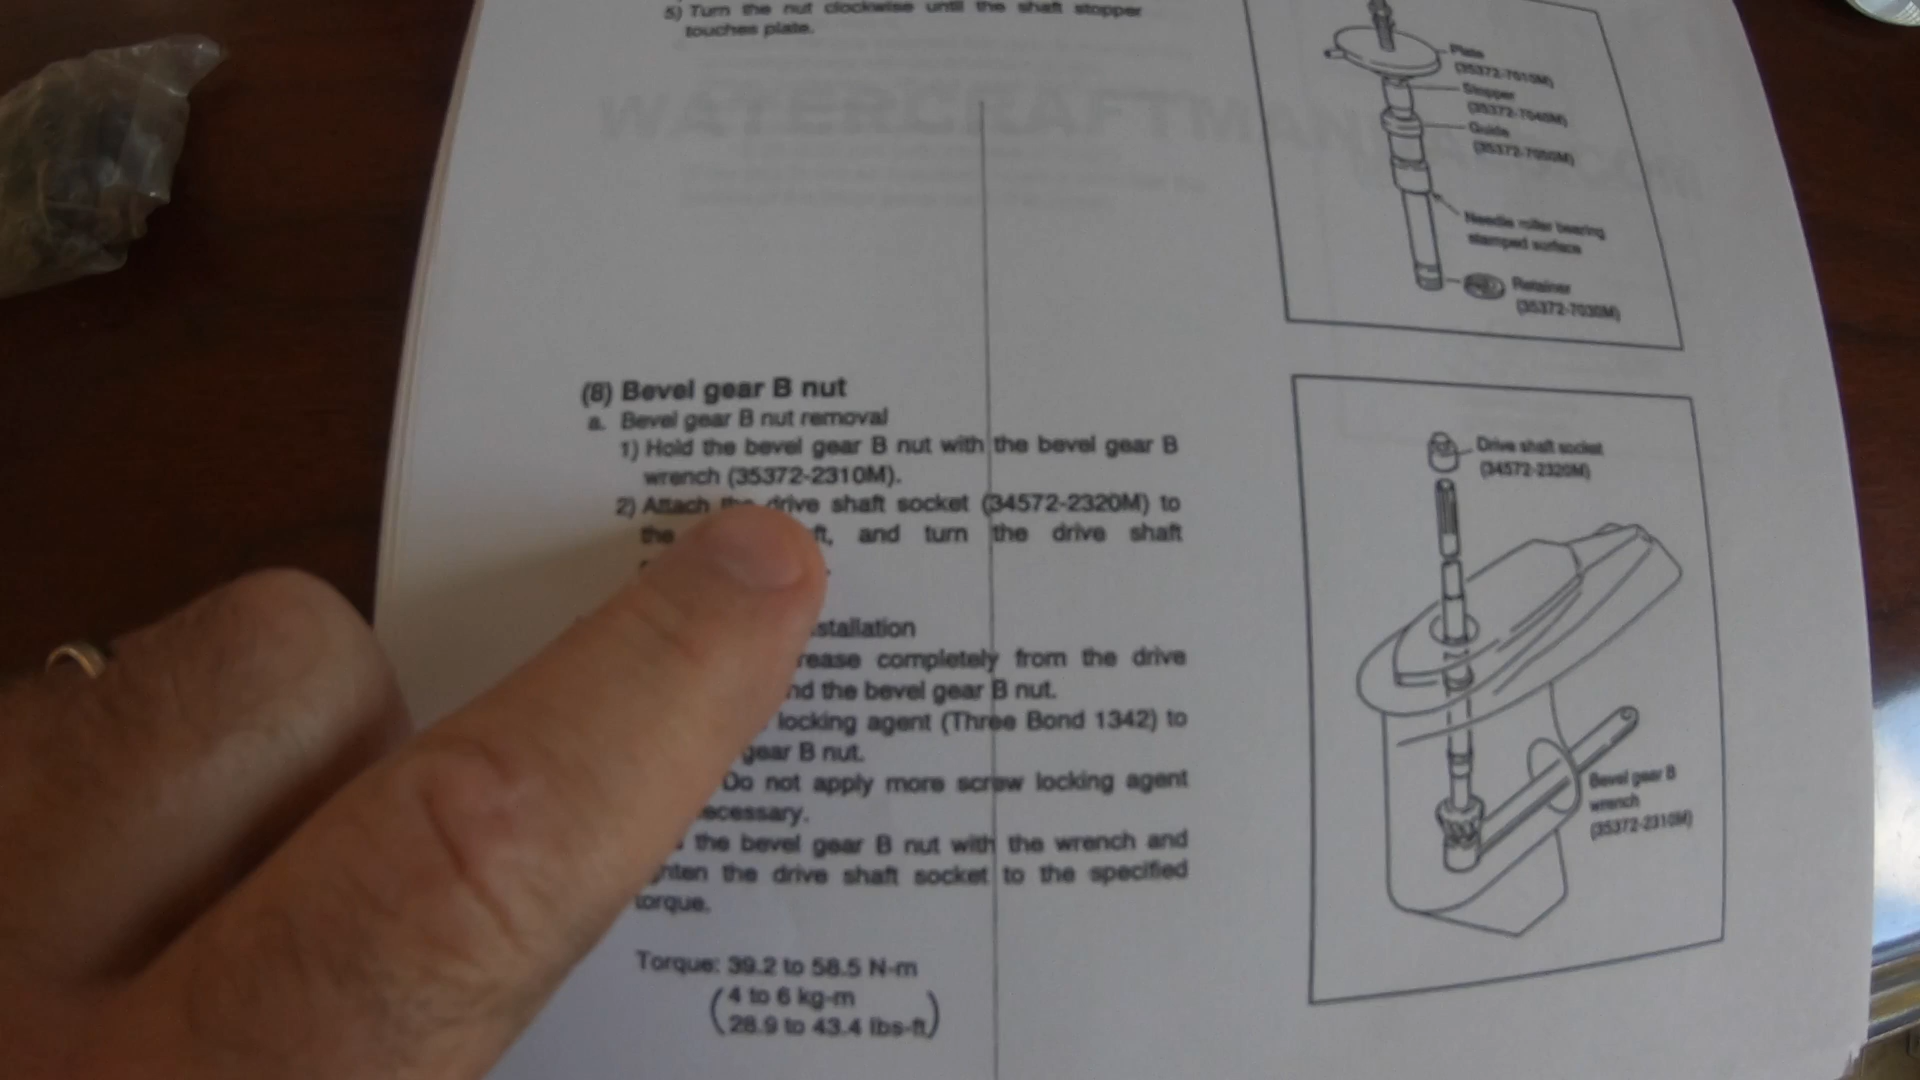 5) Turn the nut clockwise until the shaft stopper
touches plate.
WATERCRAFTMAN
Plate
(35372-7010M)
Stopper
(35372-7040M)
Guide
(35372-7050M)
Needle roller bearing
stamped surface
Retainer
(35372-7030M)
(8) Bevel gear B nut
a. Bevel gear B nut removal
1) Hold the bevel gear B nut with the bevel gear B
wrench (35372-2310M).
2) Attach the drive shaft socket (34572-2320M) to
the ft, and turn the drive shaft
stallation
rease completely from the drive
nd the bevel gear B nut.
locking agent (Three Bond 1342) to
gear B nut.
Do not apply more screw locking agent
ecessary.
the bevel gear B nut with the wrench and
hten the drive shaft socket to the specified
torque.
Torque: 39.2 to 58.5 N-m
(4 to 6 kg-m
28.9 to 43.4 lbs-ft)
Drive shaft socket
(34572-2320M)
Bevel gear B
wrench
(35372-2310M)